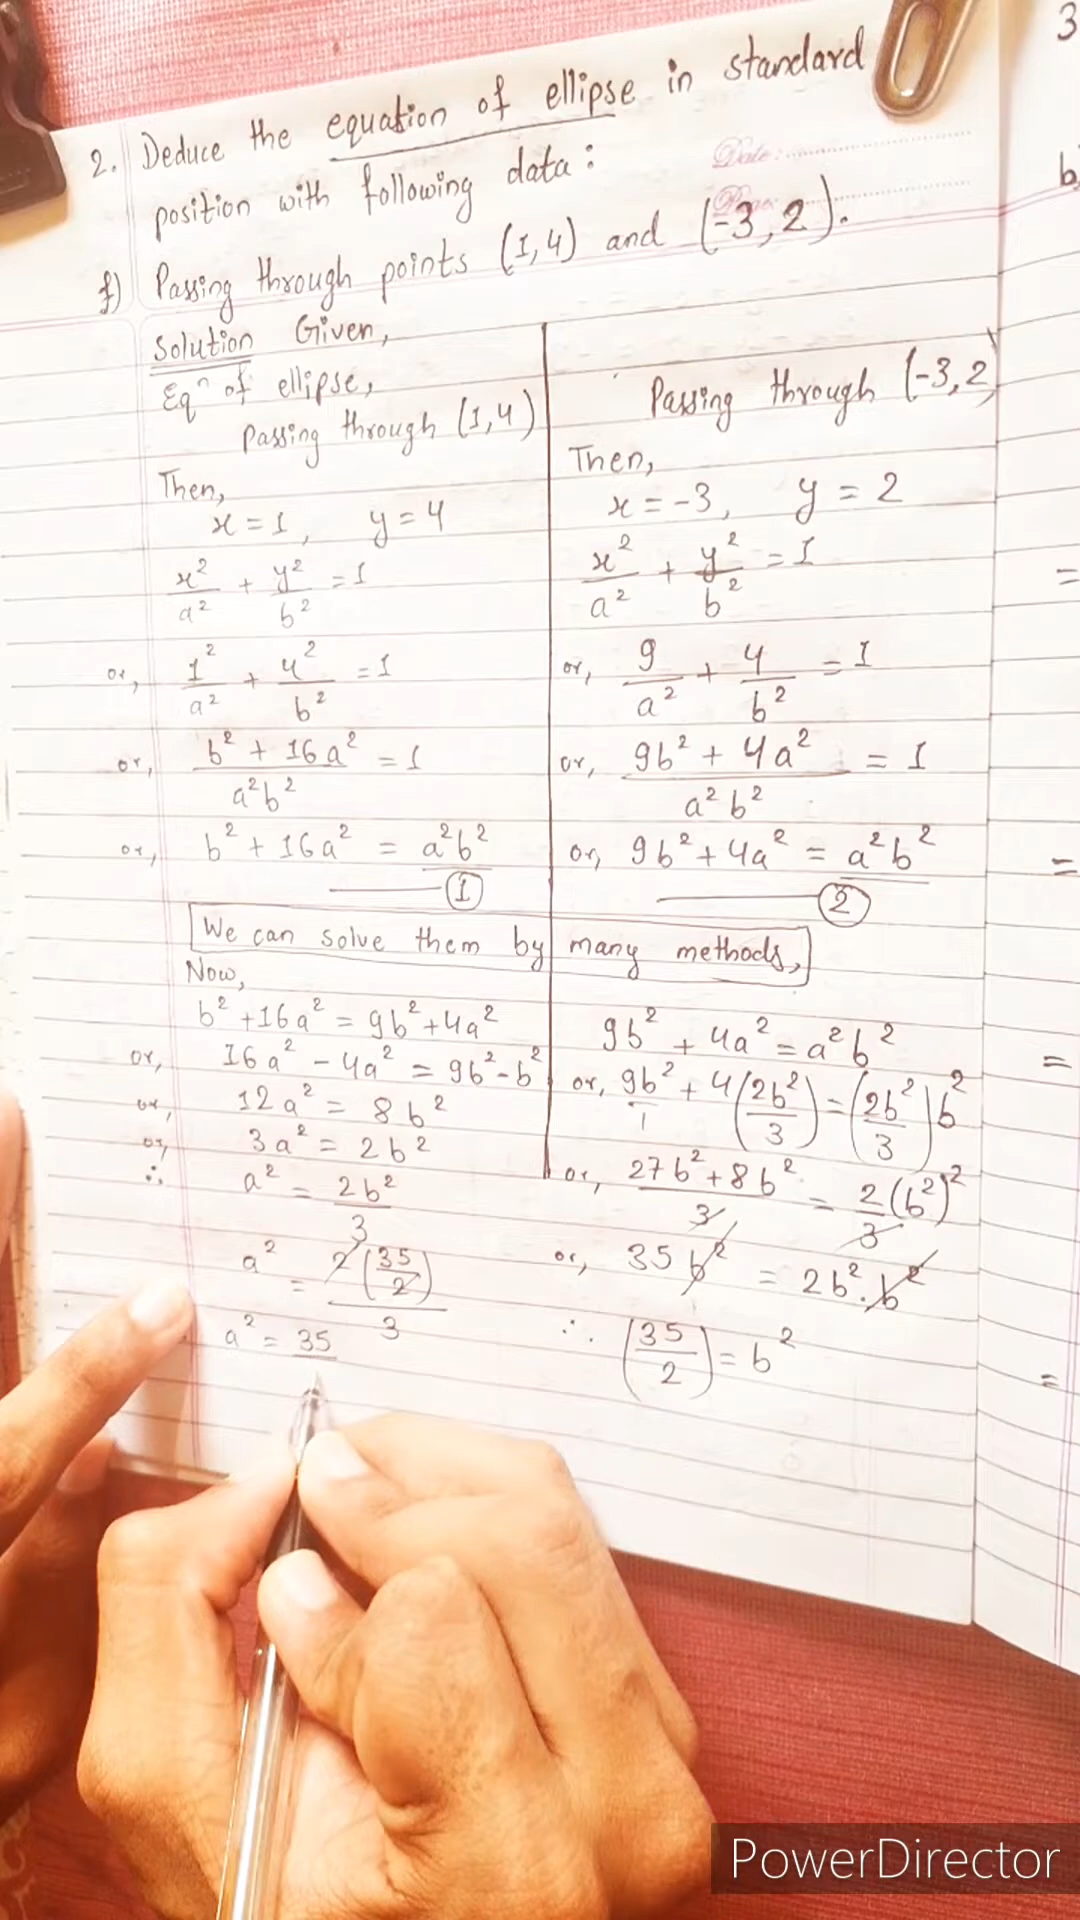 2. Deduce the equation of ellipse in standard
Date:
position with following data:
f) Passing through points (1,4) and (-3,2).
Solution Given,
Eqⁿ of ellipse,
passing through (1,4)
Then,
x = 1, y = 4
x²/a² + y²/b² = 1
or, 1²/a² + 4²/b² = 1
or, (b² + 16a²)/a²b² = 1
or, b² + 16a² = a²b²
①
Passing through (-3,2)
Then,
x = -3, y = 2
x²/a² + y²/b² = 1
or, 9/a² + 4/b² = 1
or, (9b² + 4a²)/a²b² = 1
or, 9b² + 4a² = a²b²
②
We can solve them by many methods,
Now,
b² + 16a² = 9b² + 4a²
or, 16a² - 4a² = 9b² - b²
or, 12a² = 8b²
or, 3a² = 2b²
∴ a² = 2b²/3
a² = 2(35/2)/3
a² = 35
9b² + 4a² = a²b²
or, 9b²/1 + 4(2b²/3) = (2b²/3)b²
or, (27b² + 8b²)/3 = 2(b²)²/3
or, 35b² = 2b².b²
∴ (35/2) = b²
3
b
=
=
=
=
PowerDirector